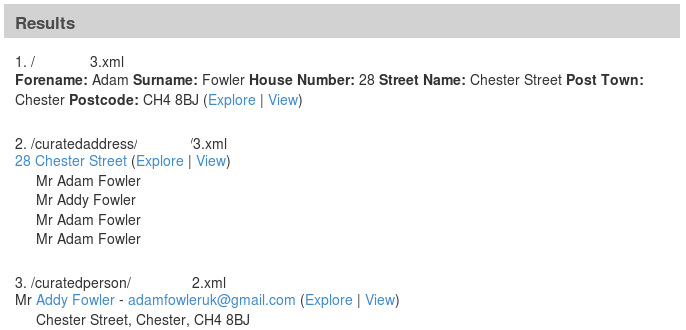 Results
1. / 3.xml
Forename: Adam Surname: Fowler House Number: 28 Street Name: Chester Street Post Town:
Chester Postcode: CH4 8BJ (Explore | View)
2. /curatedaddress/ /3.xml
28 Chester Street (Explore | View)
Mr Adam Fowler
Mr Addy Fowler
Mr Adam Fowler
Mr Adam Fowler
3. /curatedperson/ 2.xml
Mr Addy Fowler - adamfowleruk@gmail.com (Explore | View)
Chester Street, Chester, CH4 8BJ